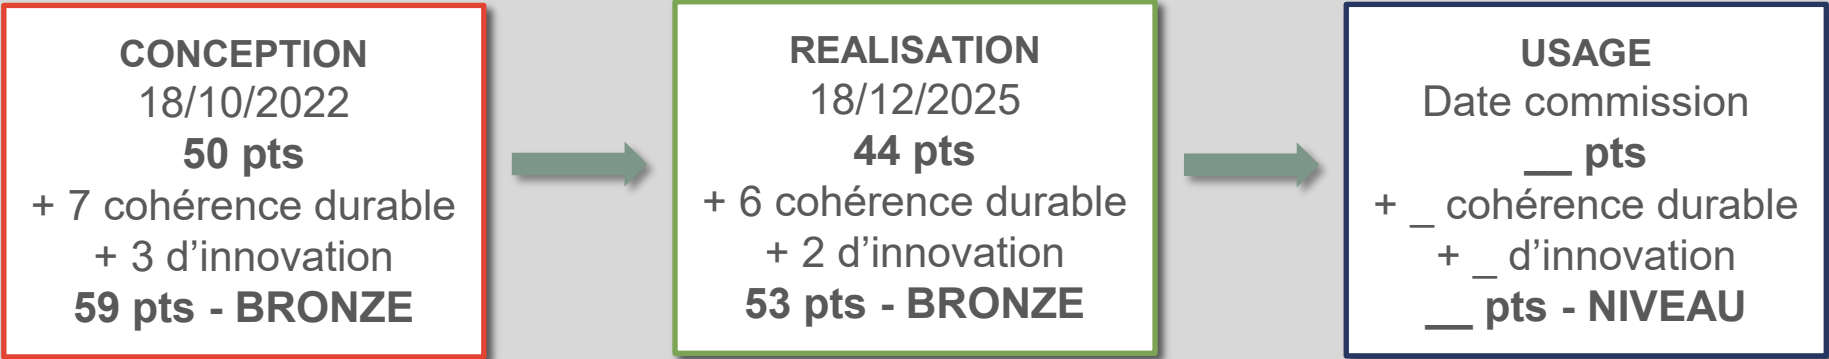 CONCEPTION
18/10/2022
50 pts
+ 7 cohérence durable
+ 3 d’innovation
59 pts - BRONZE
REALISATION
18/12/2025
44 pts
+ 6 cohérence durable
+ 2 d’innovation
53 pts - BRONZE
USAGE
Date commission
__ pts
+ _ cohérence durable
+ _ d’innovation
__ pts - NIVEAU